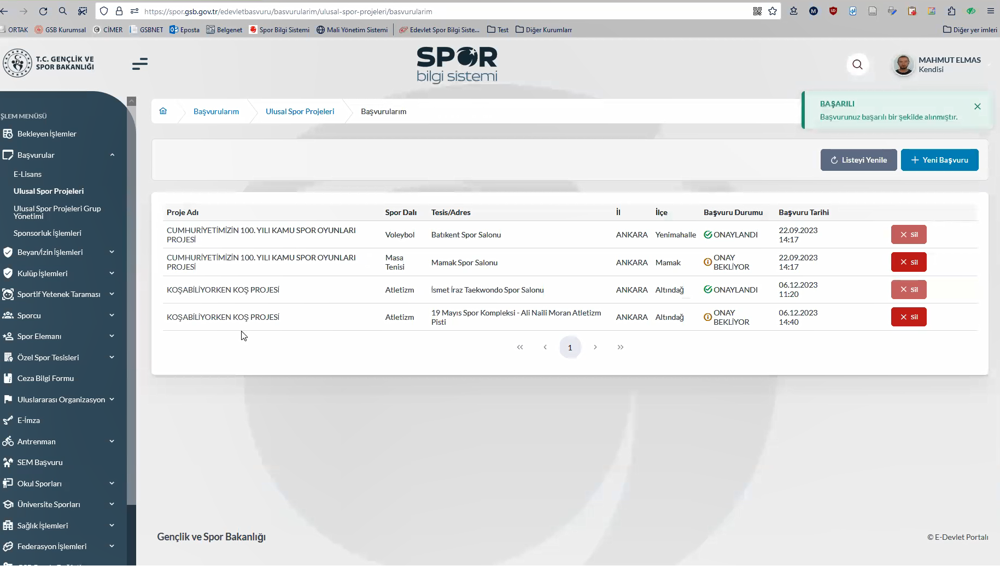 https://spor.gsb.gov.tr/edevletbasvuru/basvurularim/ulusal-spor-projeleri/basvurularim
ORTAK GSB Kurumsal CİMER GSBNET Eposta Belgenet Spor Bilgi Sistemi Mali Yönetim Sistemi Edevlet Spor Bilgi Siste... Test Diğer Kurumlarr Diğer yer imleri
T.C. GENÇLİK VE
SPOR BAKANLIĞI
SPOR
bilgi sistemi
MAHMUT ELMAS
Kendisi
ŞLEM MENÜSÜ
Bekleyen İşlemler
Başvurular
E-Lisans
Ulusal Spor Projeleri
Ulusal Spor Projeleri Grup
Yönetimi
Sponsorluk İşlemleri
Beyan/İzin İşlemleri
Kulüp İşlemleri
Sportif Yetenek Taraması
Sporcu
Spor Elemanı
Özel Spor Tesisleri
Ceza Bilgi Formu
Uluslararası Organizasyon
E-İmza
Antrenman
SEM Başvuru
Okul Sporları
Üniversite Sporları
Sağlık İşlemleri
Federasyon İşlemleri
Başvurularım Ulusal Spor Projeleri Başvurularım
BAŞARILI
Başvurunuz başarılı bir şekilde alınmıştır.
Listeyi Yenile Yeni Başvuru
Proje Adı Spor Dalı Tesis/Adres İl İlçe Başvuru Durumu Başvuru Tarihi
CUMHURİYETİMİZİN 100. YILI KAMU SPOR OYUNLARI
PROJESİ
Voleybol Batıkent Spor Salonu ANKARA Yenimahalle ONAYLANDI
22.09.2023
14:17
Sil
CUMHURİYETİMİZİN 100. YILI KAMU SPOR OYUNLARI
PROJESİ
Masa
Tenisi
Mamak Spor Salonu ANKARA Mamak
ONAY
BEKLİYOR
22.09.2023
14:17
Sil
KOŞABİLİYORKEN KOŞ PROJESİ Atletizm İsmet İraz Taekwondo Spor Salonu ANKARA Altındağ ONAYLANDI
06.12.2023
11:20
Sil
KOŞABİLİYORKEN KOŞ PROJESİ Atletizm
19 Mayıs Spor Kompleksi - Ali Naili Moran Atletizm
Pisti
ANKARA Altındağ
ONAY
BEKLİYOR
06.12.2023
14:40
Sil
1
Gençlik ve Spor Bakanlığı
© E-Devlet Portalı